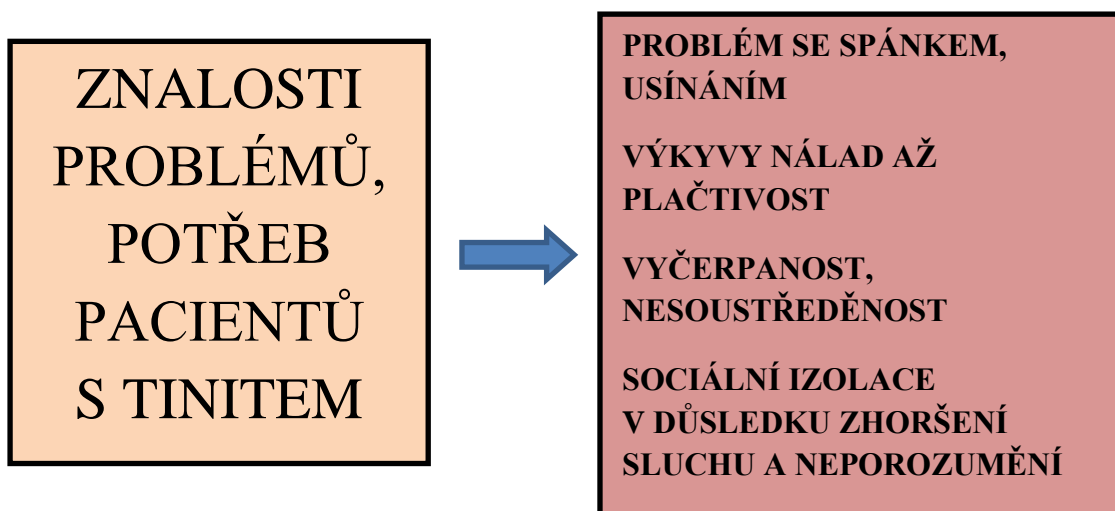 ZNALOSTI
PROBLÉMŮ,
POTŘEB
PACIENTŮ
S TINITEM
PROBLÉM SE SPÁNKEM,
USÍNÁNÍM
VÝKYVY NÁLAD AŽ
PLAČTIVOST
VYČERPANOST,
NESOUSTŘEDĚNOST
SOCIÁLNÍ IZOLACE
V DŮSLEDKU ZHORŠENÍ
SLUCHU A NEPOROZUMĚNÍ